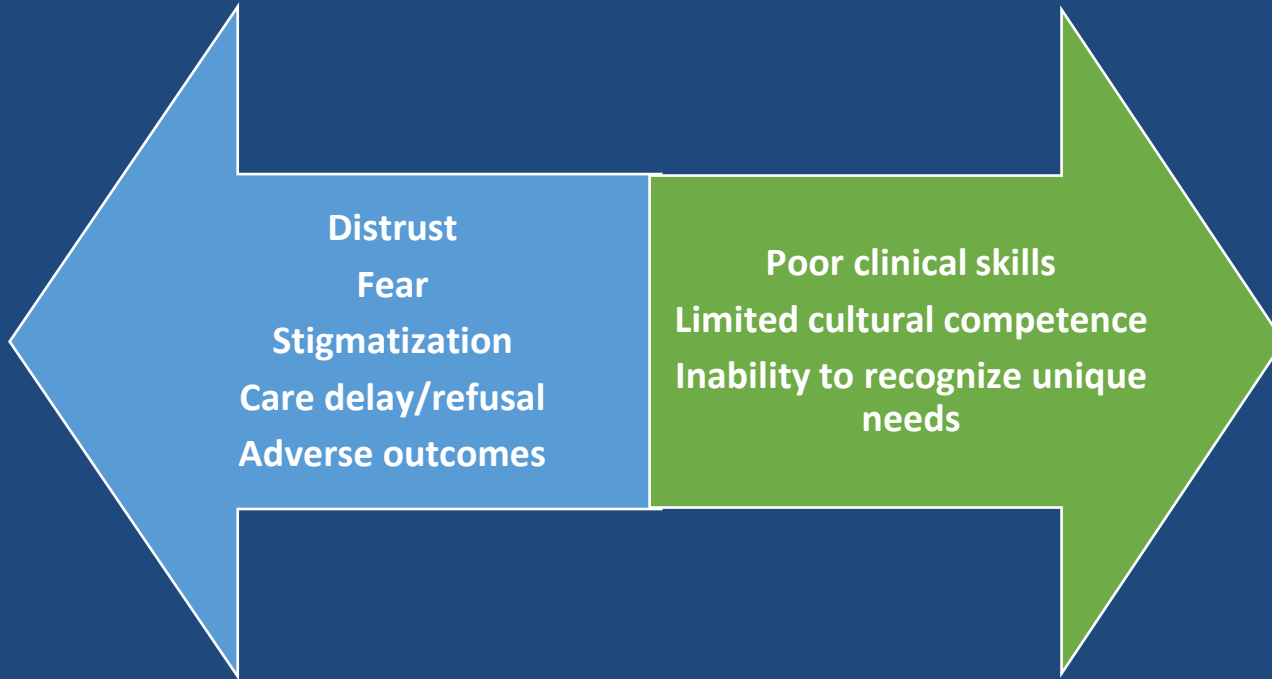 Distrust
Fear
Stigmatization
Care delay/refusal
Adverse outcomes
Poor clinical skills
Limited cultural competence
Inability to recognize unique
needs